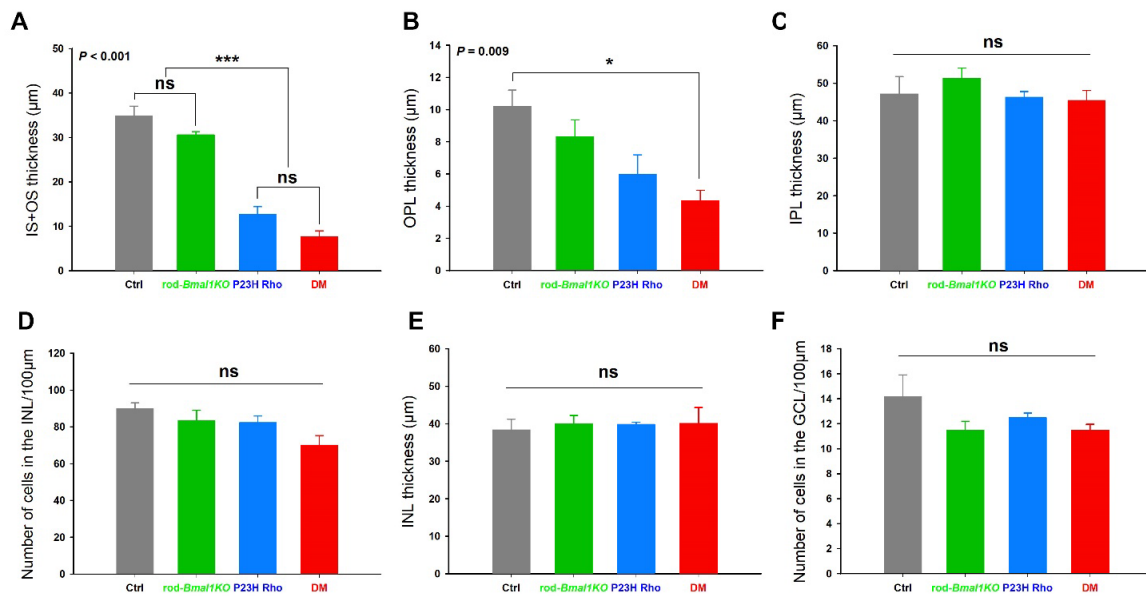 A
P < 0.001
***
ns
ns
IS+OS thickness (µm)
50
40
30
20
10
0
Ctrl rod-Bmal1KO P23H Rho DM
B
P = 0.009
*
OPL thickness (µm)
14
12
10
8
6
4
2
0
Ctrl rod-Bmal1KO P23H Rho DM
C
ns
IPL thickness (µm)
60
50
40
30
20
10
0
Ctrl rod-Bmal1KO P23H Rho DM
D
ns
Number of cells in the INL/100µm
120
100
80
60
40
20
0
Ctrl rod-Bmal1KO P23H Rho DM
E
ns
INL thickness (µm)
60
50
40
30
20
10
0
Ctrl rod-Bmal1KO P23H Rho DM
F
ns
Number of cells in the GCL/100µm
18
16
14
12
10
8
6
4
2
0
Ctrl rod-Bmal1KO P23H Rho DM